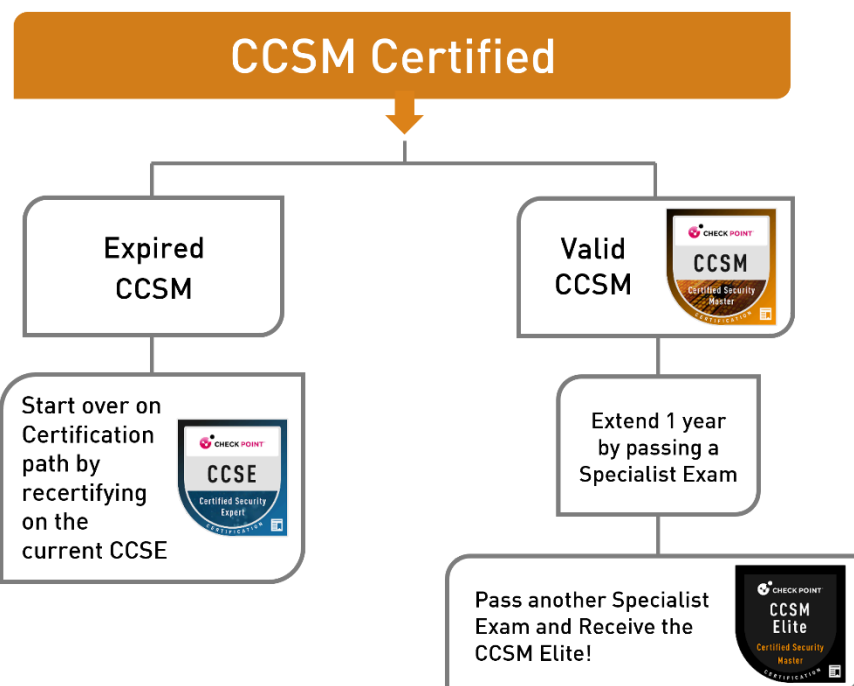 CCSM Certified
Expired
CCSM
Valid
CCSM
CHECK POINT
CCSM
Certified Security
Master
CERTIFICATION
Start over on
Certification
path by
recertifying
on the
current CCSE
CHECK POINT
CCSE
Certified Security
Expert
CERTIFICATION
Extend 1 year
by passing a
Specialist Exam
Pass another Specialist
Exam and Receive the
CCSM Elite!
CHECK POINT
CCSM
Elite
Certified Security
Master
CERTIFICATION